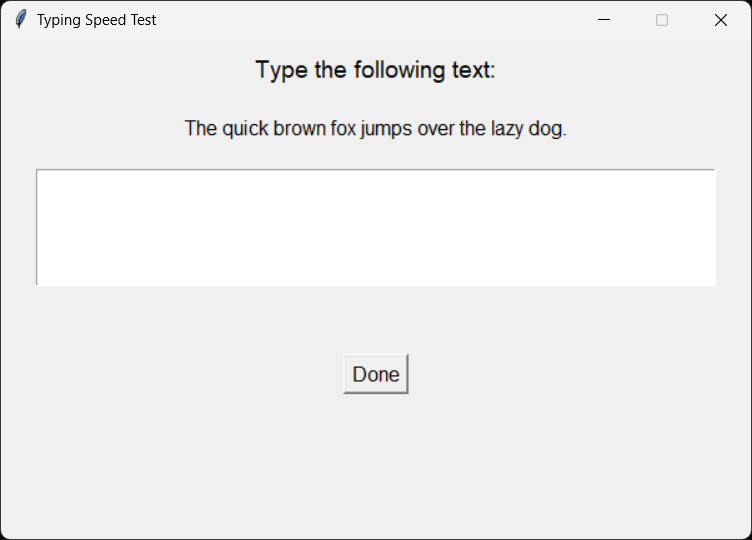 Typing Speed Test
Type the following text:
The quick brown fox jumps over the lazy dog.
Done